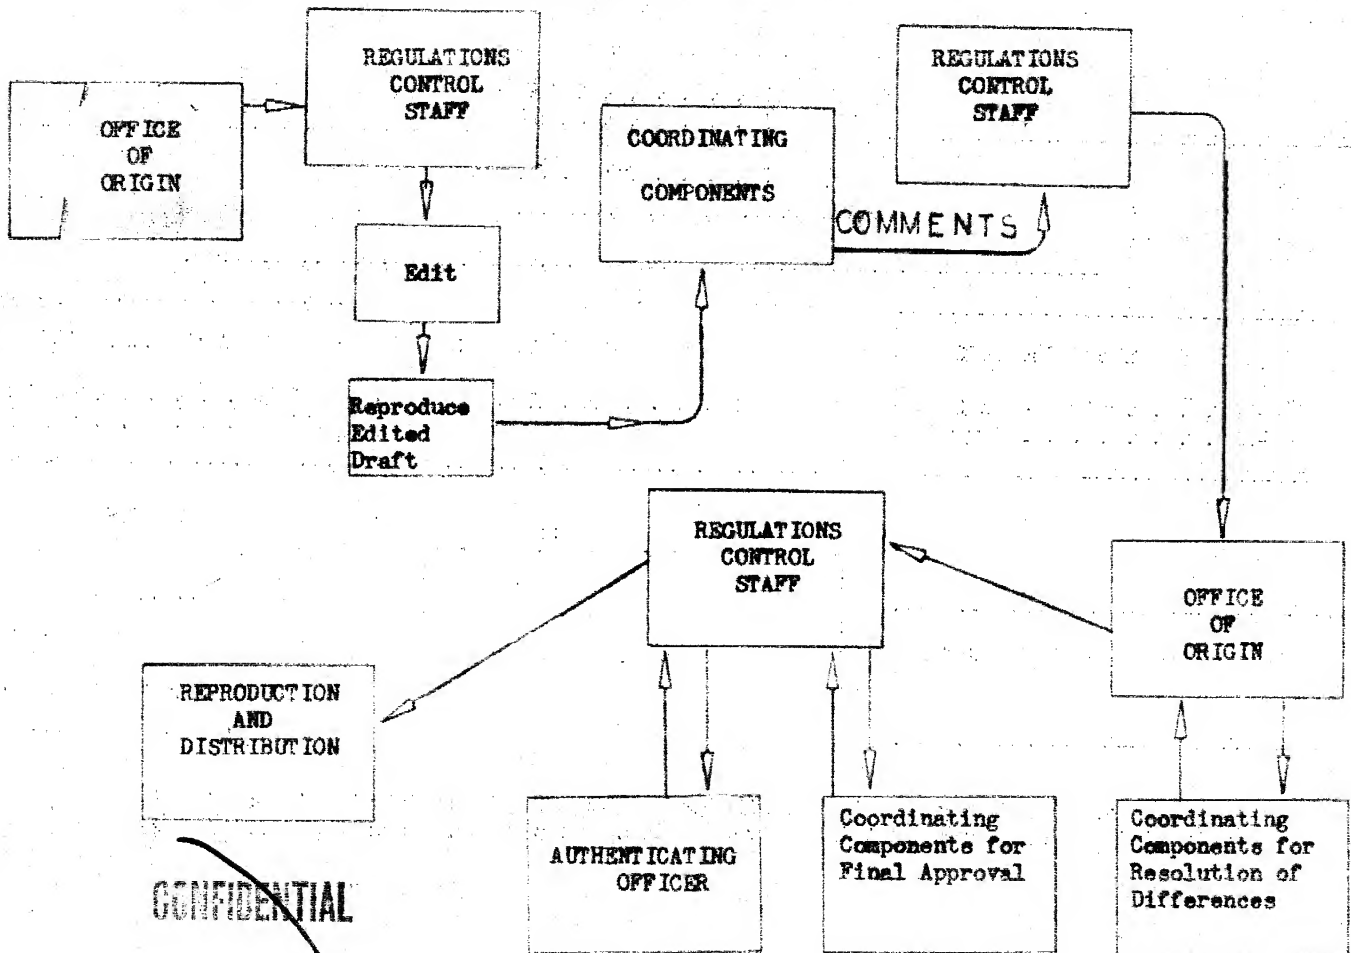 OFFICE
OF
ORIGIN
REGULATIONS
CONTROL
STAFF
Edit
Reproduce
Edited
Draft
COORDINATING
COMPONENTS
COMMENTS
REGULATIONS
CONTROL
STAFF
OFFICE
OF
ORIGIN
REGULATIONS
CONTROL
STAFF
REPRODUCTION
AND
DISTRIBUTION
AUTHENTICATING
OFFICER
Coordinating
Components for
Final Approval
Coordinating
Components for
Resolution of
Differences
CONFIDENTIAL